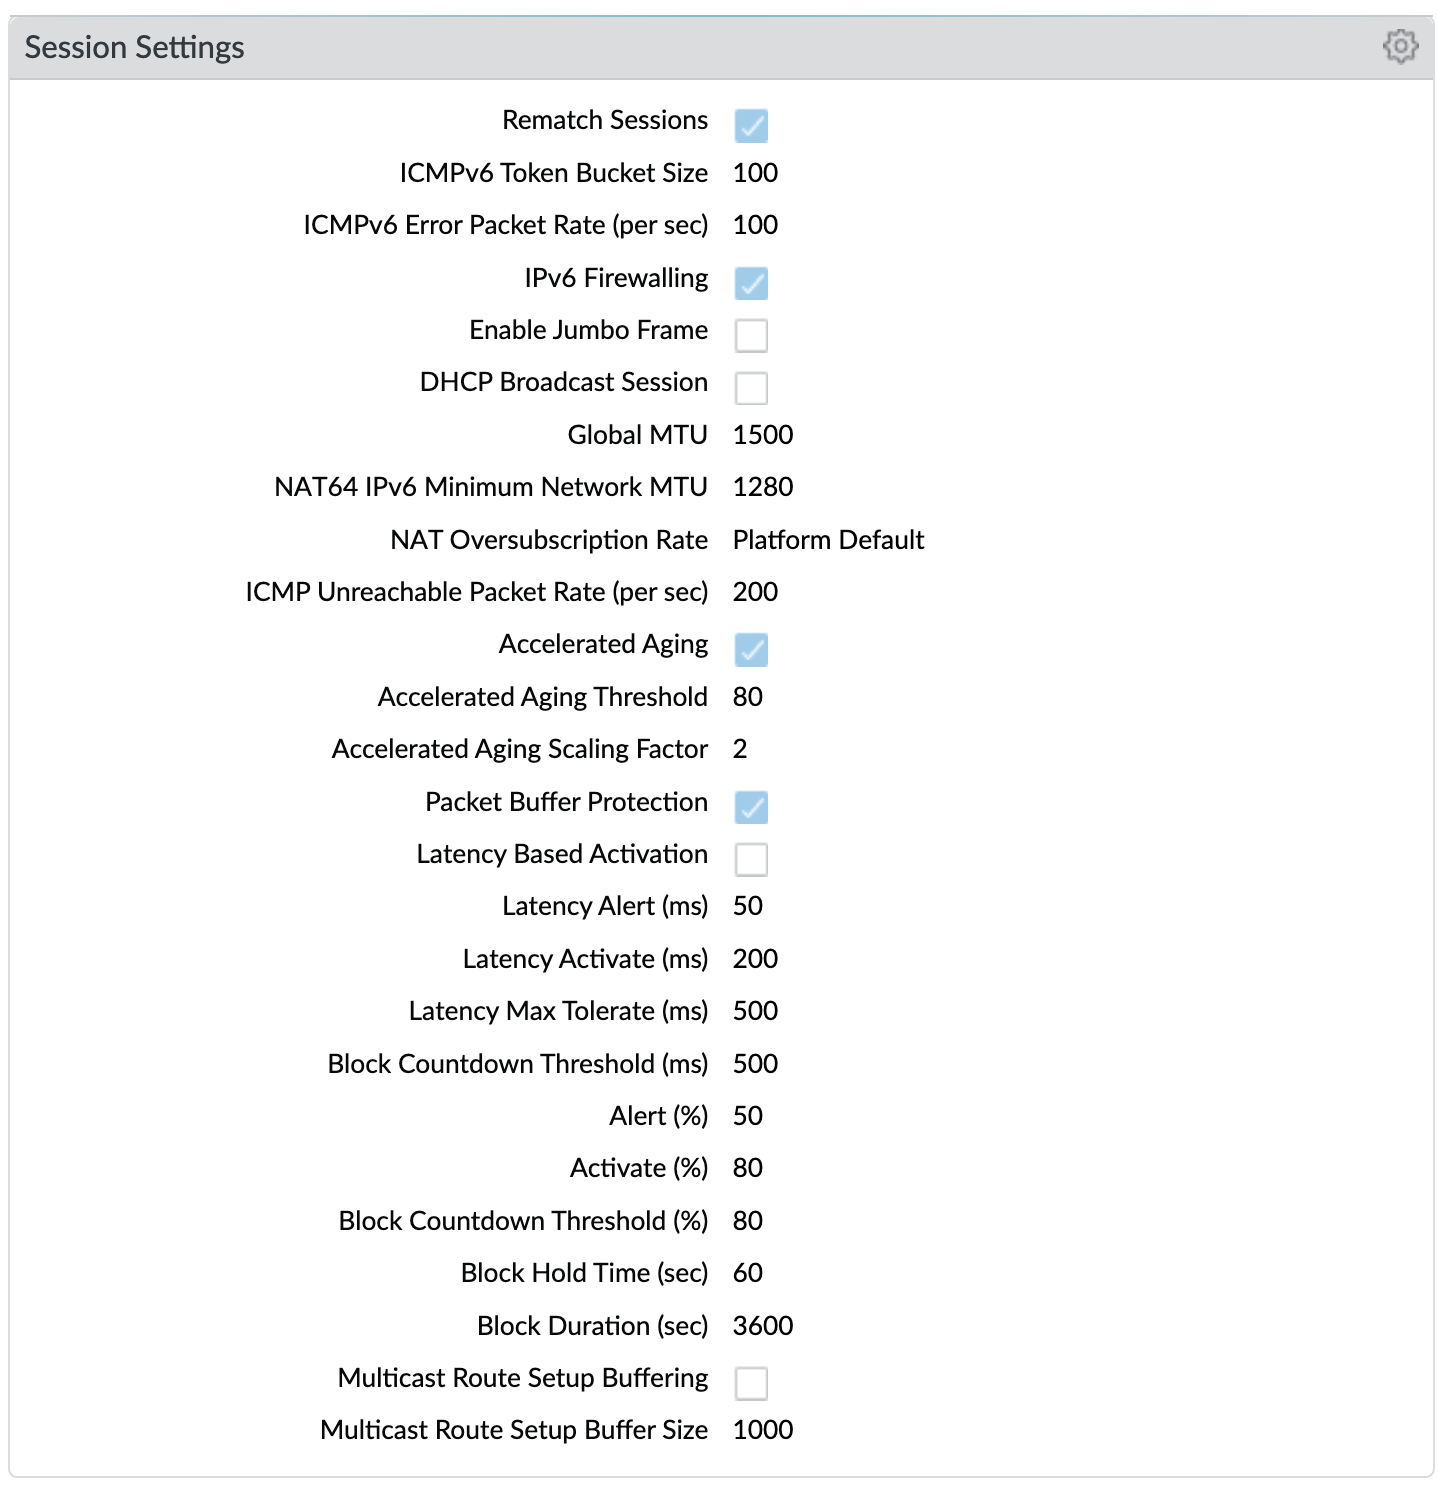 Session Settings
Rematch Sessions
ICMPv6 Token Bucket Size 100
ICMPv6 Error Packet Rate (per sec) 100
IPv6 Firewalling
Enable Jumbo Frame
DHCP Broadcast Session
Global MTU 1500
NAT64 IPv6 Minimum Network MTU 1280
NAT Oversubscription Rate Platform Default
ICMP Unreachable Packet Rate (per sec) 200
Accelerated Aging
Accelerated Aging Threshold 80
Accelerated Aging Scaling Factor 2
Packet Buffer Protection
Latency Based Activation
Latency Alert (ms) 50
Latency Activate (ms) 200
Latency Max Tolerate (ms) 500
Block Countdown Threshold (ms) 500
Alert (%) 50
Activate (%) 80
Block Countdown Threshold (%) 80
Block Hold Time (sec) 60
Block Duration (sec) 3600
Multicast Route Setup Buffering
Multicast Route Setup Buffer Size 1000